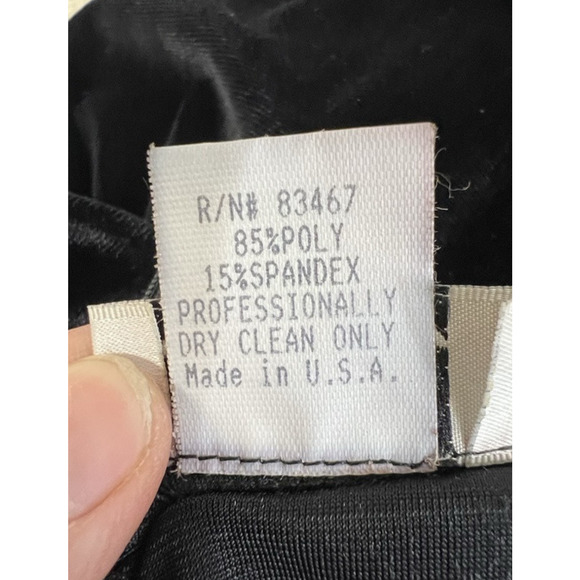 R/N# 83467
85%POLY
15%SPANDEX
PROFESSIONALLY
DRY CLEAN ONLY
Made in U.S.A.